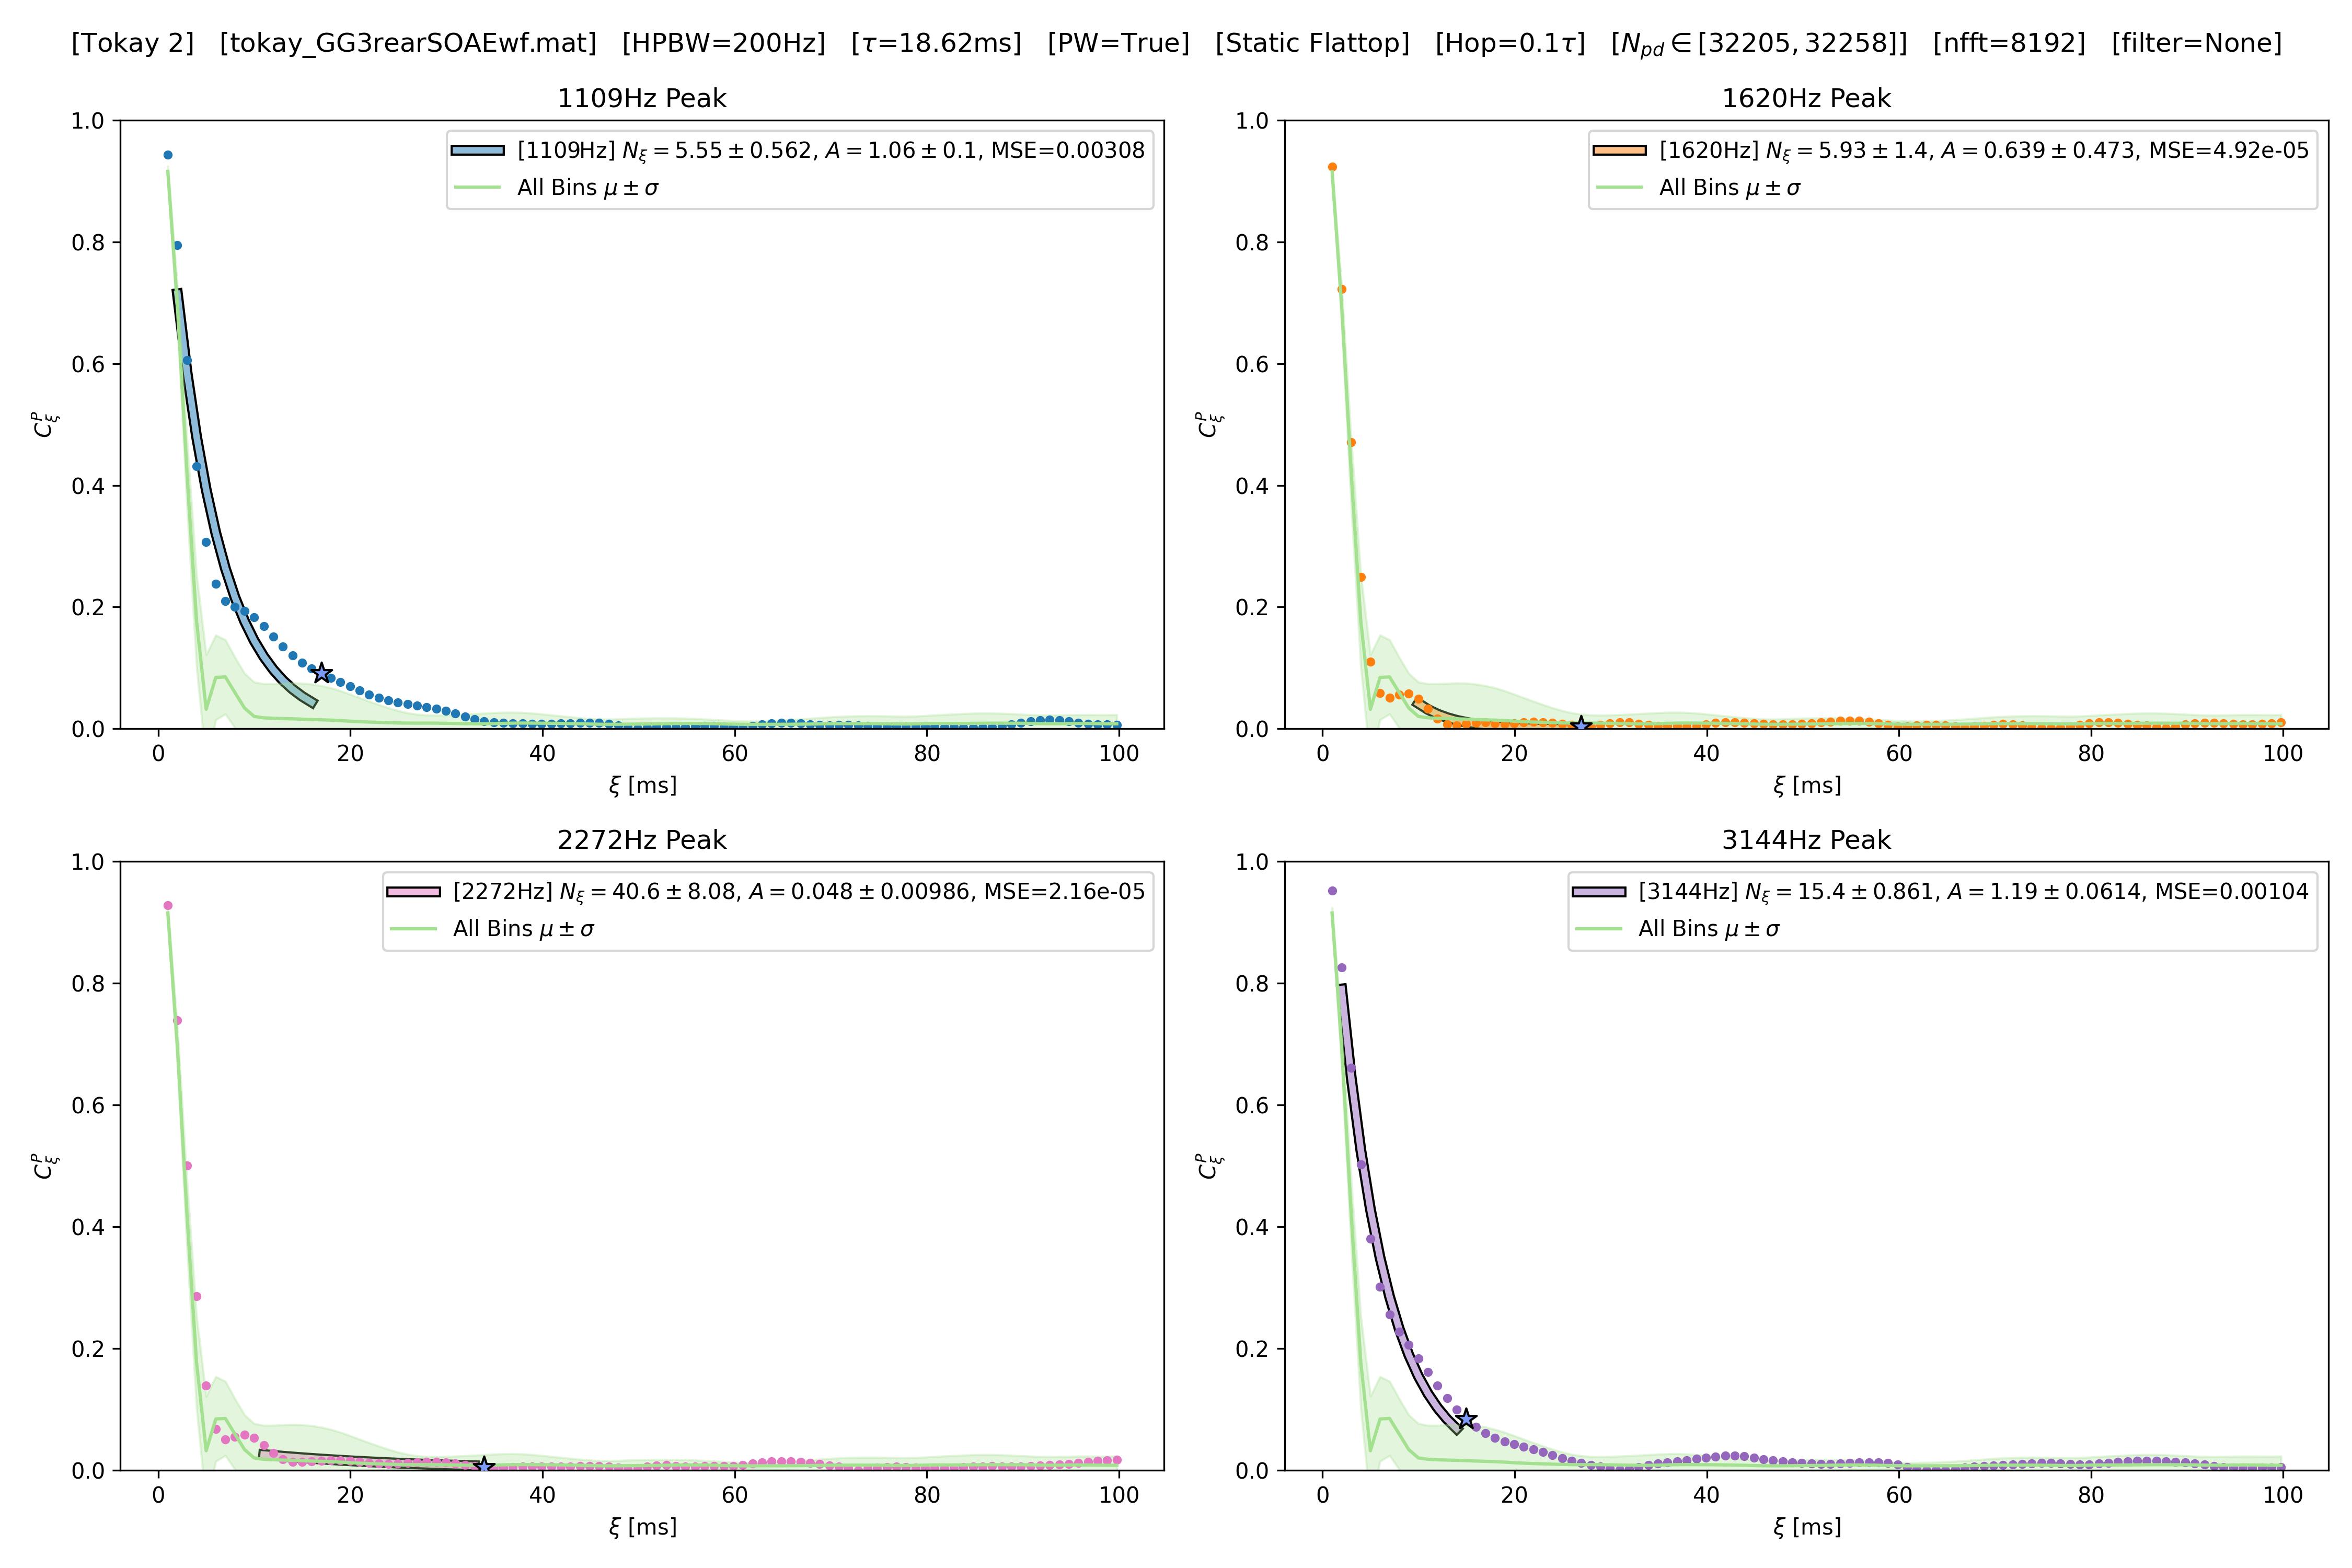 [Tokay 2] [tokay_GG3rearSOAEwf.mat] [HPBW=200Hz] [τ=18.62ms] [PW=True] [Static Flattop] [Hop=0.1τ] [N_pd ∈ [32205, 32258]] [nfft=8192] [filter=None]
1109Hz Peak
[1109Hz] N_ξ = 5.55 ± 0.562, A = 1.06 ± 0.1, MSE=0.00308
All Bins μ ± σ
1.0
0.8
0.6
0.4
0.2
0.0
C_ξ^P
0 20 40 60 80 100
ξ [ms]
1620Hz Peak
[1620Hz] N_ξ = 5.93 ± 1.4, A = 0.639 ± 0.473, MSE=4.92e-05
All Bins μ ± σ
1.0
0.8
0.6
0.4
0.2
0.0
C_ξ^P
0 20 40 60 80 100
ξ [ms]
2272Hz Peak
[2272Hz] N_ξ = 40.6 ± 8.08, A = 0.048 ± 0.00986, MSE=2.16e-05
All Bins μ ± σ
1.0
0.8
0.6
0.4
0.2
0.0
C_ξ^P
0 20 40 60 80 100
ξ [ms]
3144Hz Peak
[3144Hz] N_ξ = 15.4 ± 0.861, A = 1.19 ± 0.0614, MSE=0.00104
All Bins μ ± σ
1.0
0.8
0.6
0.4
0.2
0.0
C_ξ^P
0 20 40 60 80 100
ξ [ms]